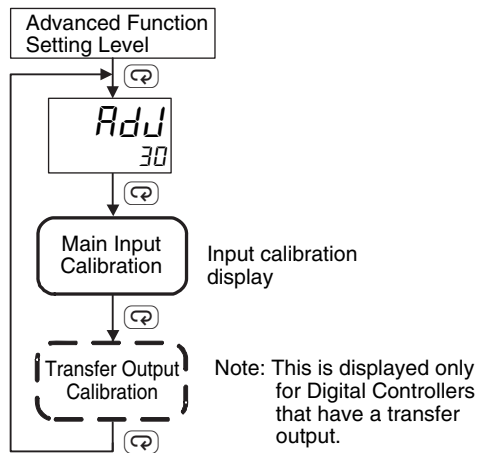 Advanced Function
Setting Level
AdJ
30
Main Input
Calibration
Input calibration
display
Transfer Output
Calibration
Note: This is displayed only
for Digital Controllers
that have a transfer
output.